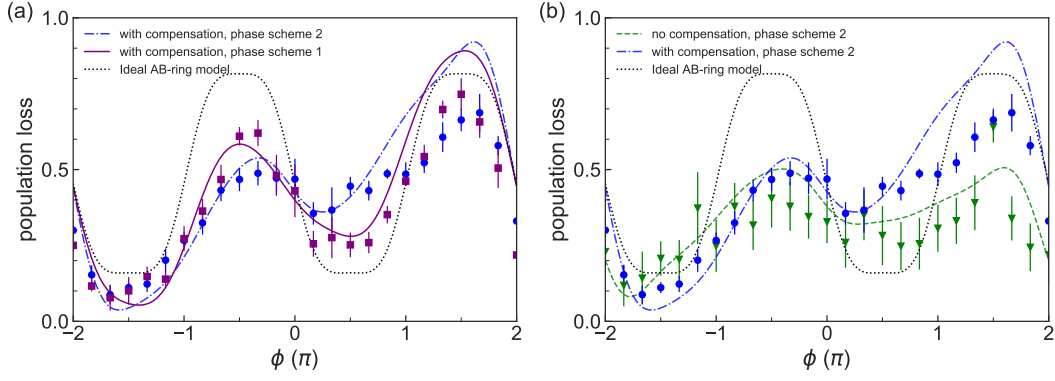 (a)
1.0
with compensation, phase scheme 2
with compensation, phase scheme 1
Ideal AB-ring model
population loss
0.5
0.0
−2
−1
0
1
2
ϕ (π)
(b)
1.0
no compensation, phase scheme 2
with compensation, phase scheme 2
Ideal AB-ring model
population loss
0.5
0.0
−2
−1
0
1
2
ϕ (π)